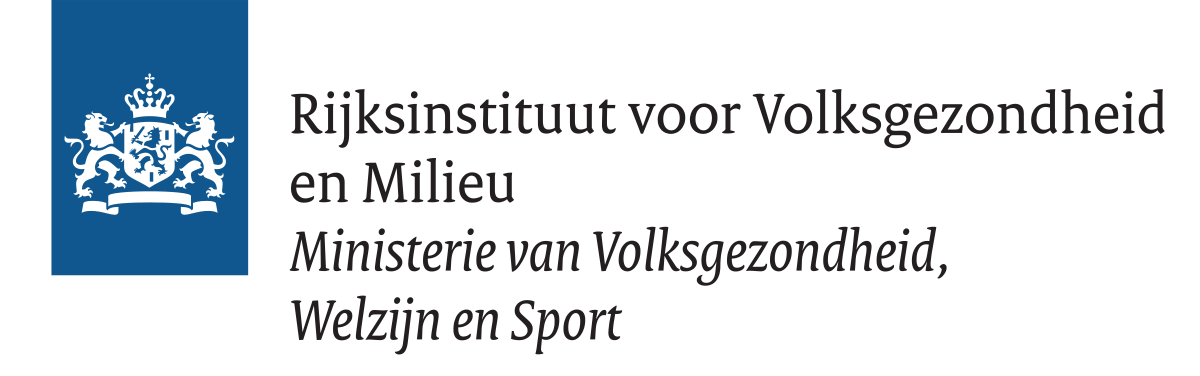 Rijksinstituut voor Volksgezondheid
en Milieu
Ministerie van Volksgezondheid,
Welzijn en Sport